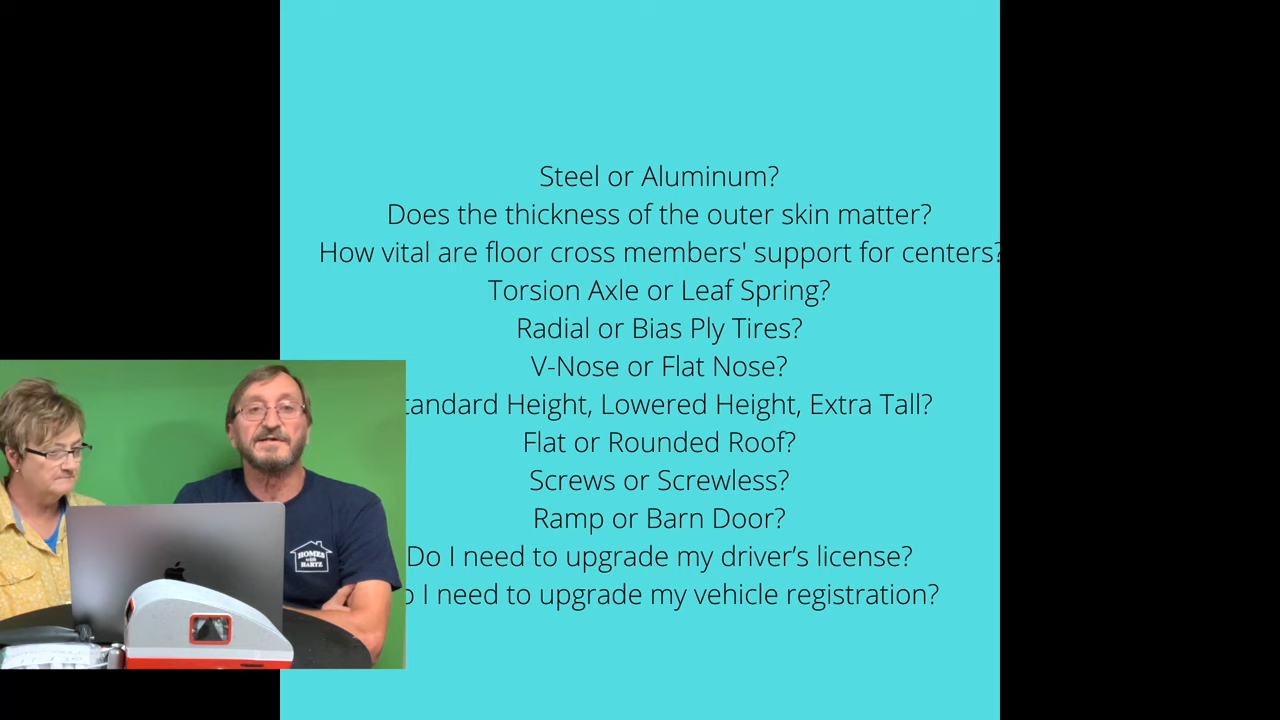 Steel or Aluminum?
Does the thickness of the outer skin matter?
How vital are floor cross members' support for centers?
Torsion Axle or Leaf Spring?
Radial or Bias Ply Tires?
V-Nose or Flat Nose?
tandard Height, Lowered Height, Extra Tall?
Flat or Rounded Roof?
Screws or Screwless?
Ramp or Barn Door?
Do I need to upgrade my driver’s license?
o I need to upgrade my vehicle registration?
HOMES
HARTZ